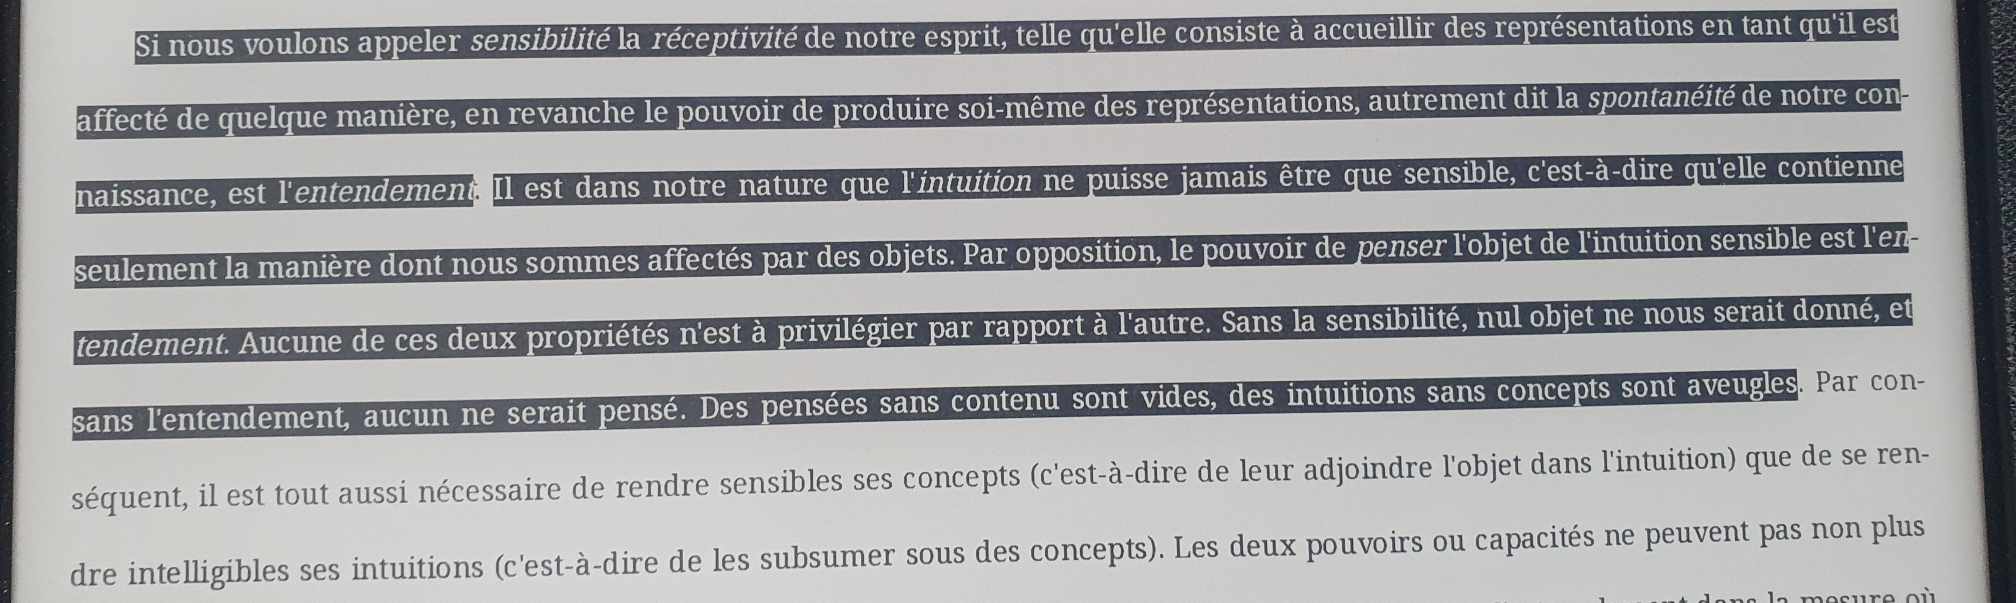 Si nous voulons appeler sensibilité la réceptivité de notre esprit, telle qu'elle consiste à accueillir des représentations en tant qu'il est
affecté de quelque manière, en revanche le pouvoir de produire soi-même des représentations, autrement dit la spontanéité de notre con-
naissance, est l'entendement. Il est dans notre nature que l'intuition ne puisse jamais être que sensible, c'est-à-dire qu'elle contienne
seulement la manière dont nous sommes affectés par des objets. Par opposition, le pouvoir de penser l'objet de l'intuition sensible est l'en-
tendement. Aucune de ces deux propriétés n'est à privilégier par rapport à l'autre. Sans la sensibilité, nul objet ne nous serait donné, et
sans l'entendement, aucun ne serait pensé. Des pensées sans contenu sont vides, des intuitions sans concepts sont aveugles. Par con-
séquent, il est tout aussi nécessaire de rendre sensibles ses concepts (c'est-à-dire de leur adjoindre l'objet dans l'intuition) que de se ren-
dre intelligibles ses intuitions (c'est-à-dire de les subsumer sous des concepts). Les deux pouvoirs ou capacités ne peuvent pas non plus
dans la mesure où